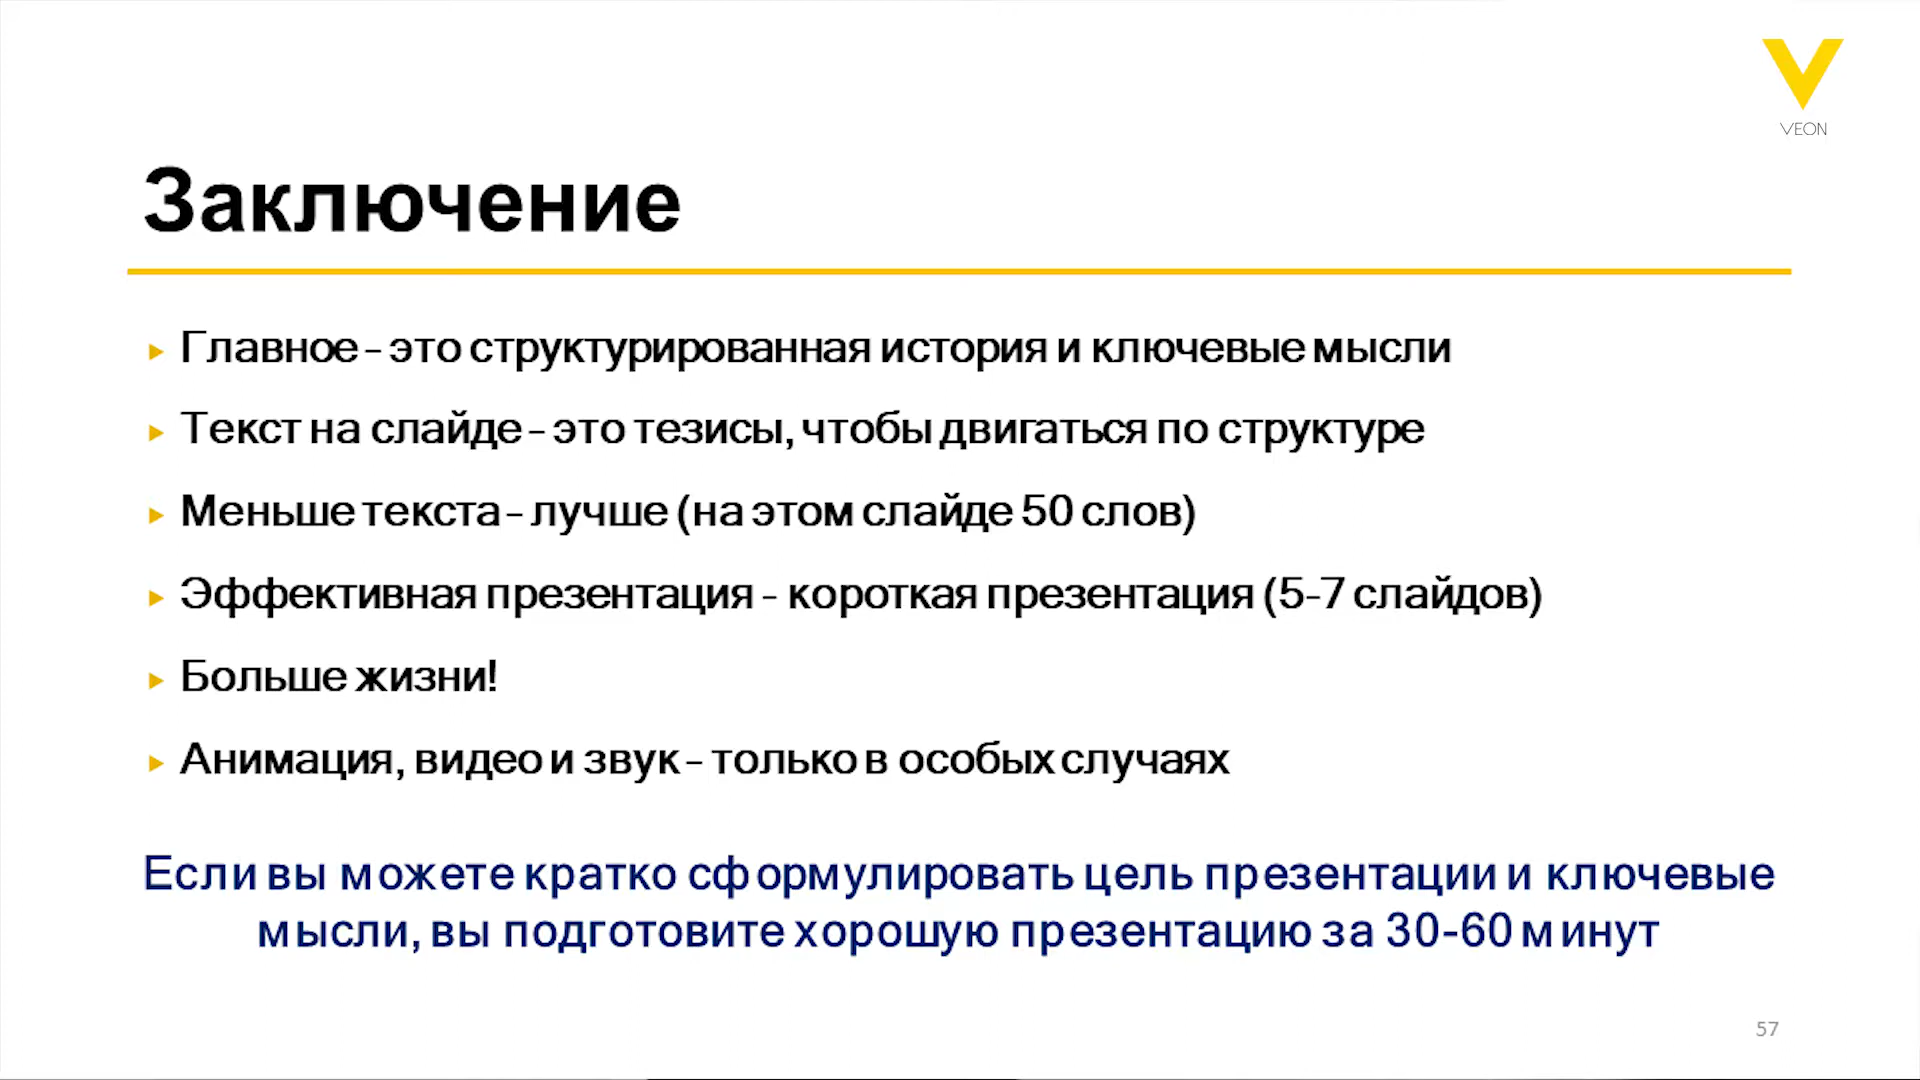 VEON
Заключение
Главное – это структурированная история и ключевые мысли
Текст на слайде – это тезисы, чтобы двигаться по структуре
Меньше текста – лучше (на этом слайде 50 слов)
Эффективная презентация - короткая презентация (5-7 слайдов)
Больше жизни!
Анимация, видео и звук – только в особых случаях
Если вы можете кратко сформулировать цель презентации и ключевые
мысли, вы подготовите хорошую презентацию за 30-60 минут
57